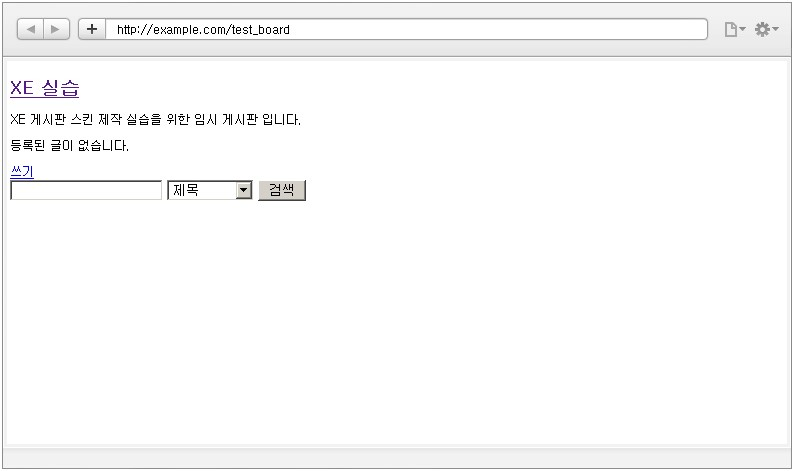 http://example.com/test_board
XE 실습
XE 게시판 스킨 제작 실습을 위한 임시 게시판 입니다.
등록된 글이 없습니다.
쓰기
제목 검색